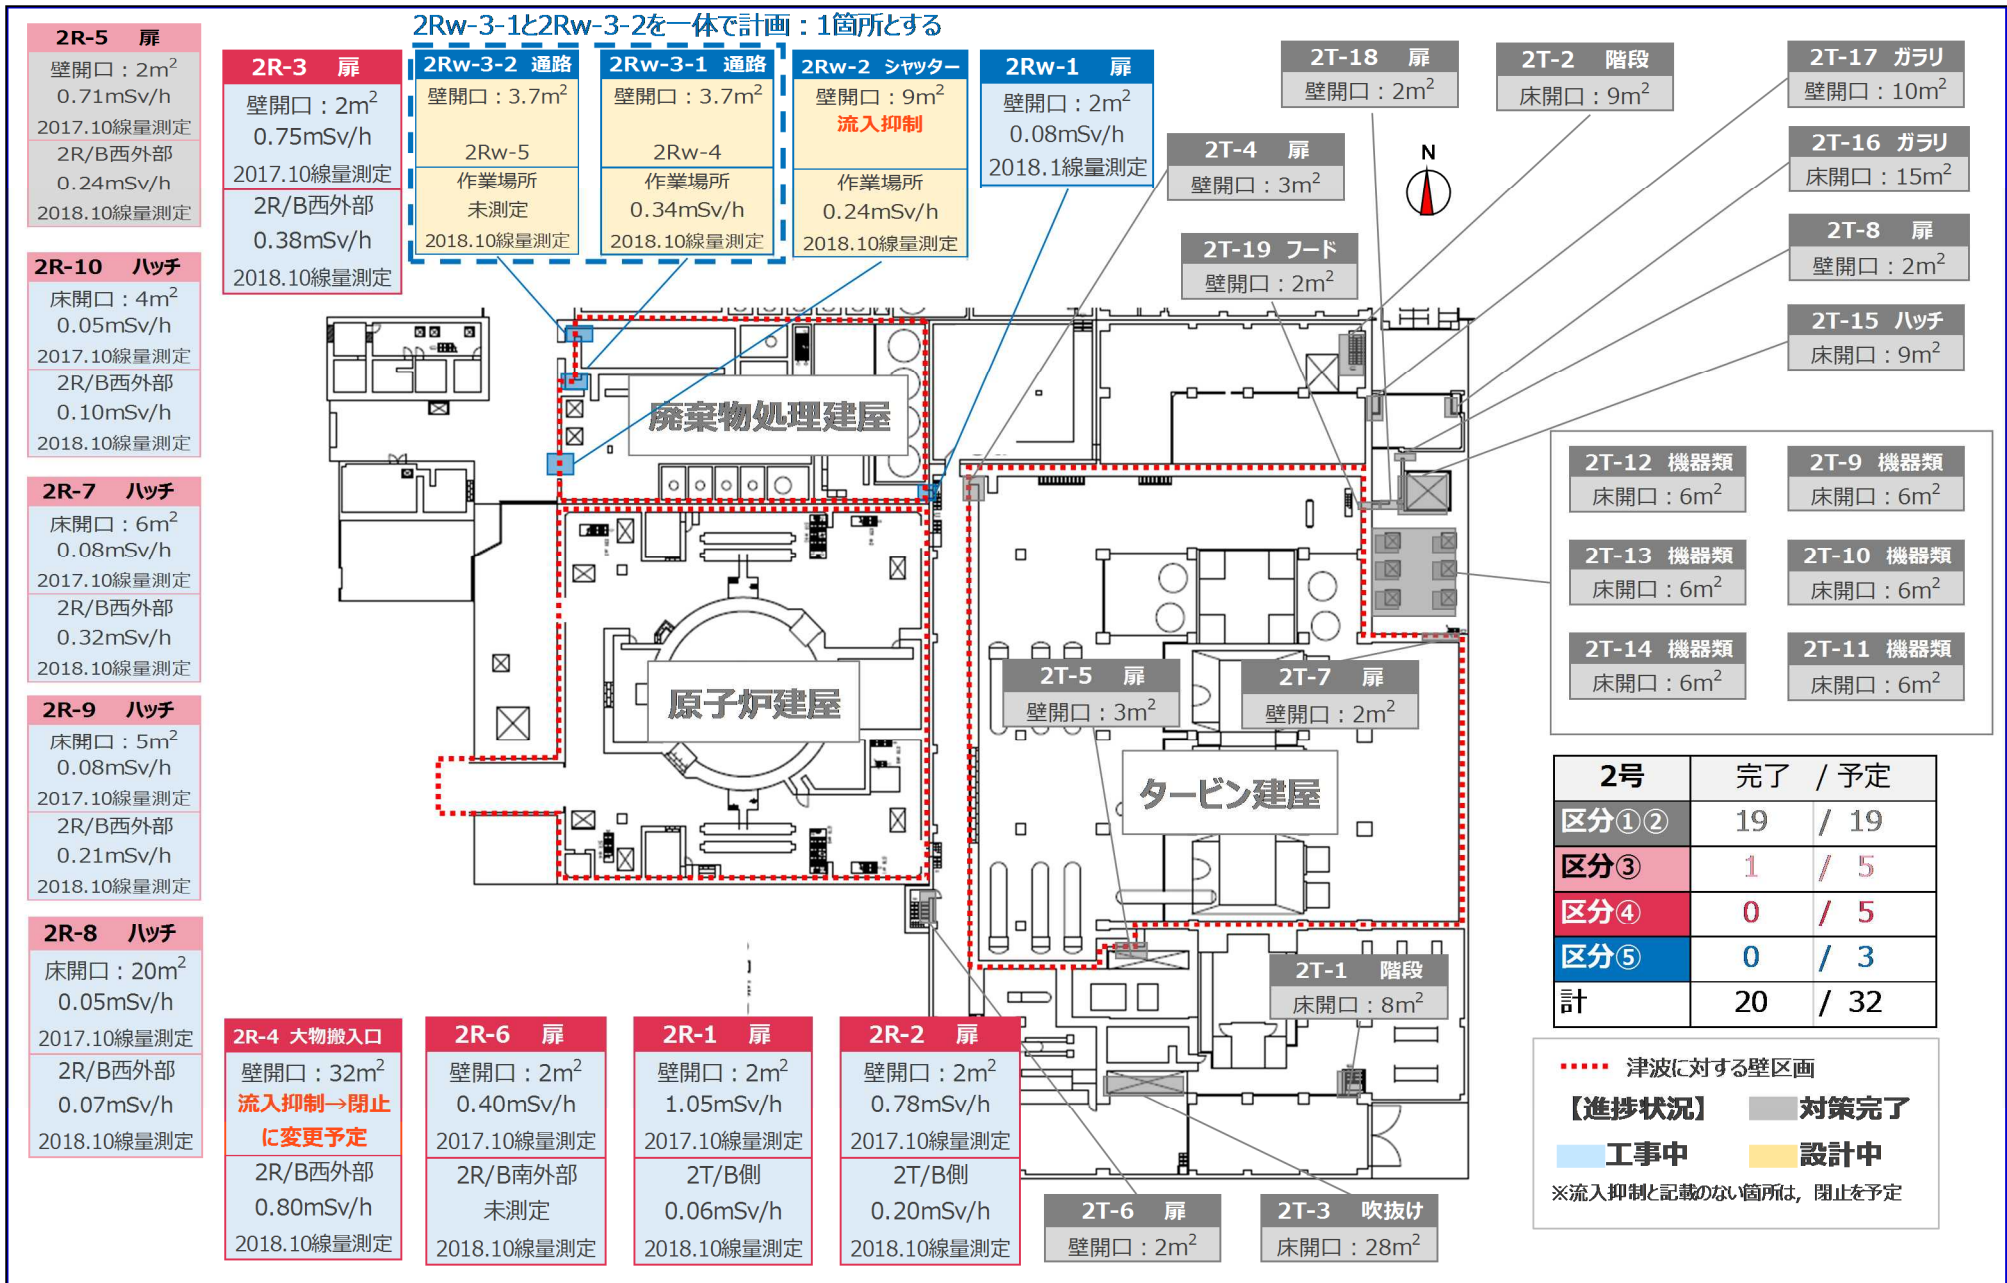 2Rw-3-1と2Rw-3-2を一体で計画：1箇所とする
2R-5 扉
壁開口：2m²
0.71mSv/h
2017.10線量測定
2R/B西外部
0.24mSv/h
2018.10線量測定
2R-10 ハッチ
床開口：4m²
0.05mSv/h
2017.10線量測定
2R/B西外部
0.10mSv/h
2018.10線量測定
2R-7 ハッチ
床開口：6m²
0.08mSv/h
2017.10線量測定
2R/B西外部
0.32mSv/h
2018.10線量測定
2R-9 ハッチ
床開口：5m²
0.08mSv/h
2017.10線量測定
2R/B西外部
0.21mSv/h
2018.10線量測定
2R-8 ハッチ
床開口：20m²
0.05mSv/h
2017.10線量測定
2R/B西外部
0.07mSv/h
2018.10線量測定
2R-3 扉
壁開口：2m²
0.75mSv/h
2017.10線量測定
2R/B西外部
0.38mSv/h
2018.10線量測定
2Rw-3-2 通路
壁開口：3.7m²
2Rw-5
作業場所
未測定
2018.10線量測定
2Rw-3-1 通路
壁開口：3.7m²
2Rw-4
作業場所
0.34mSv/h
2018.10線量測定
2Rw-2 シャッター
壁開口：9m²
流入抑制
作業場所
0.24mSv/h
2018.10線量測定
2Rw-1 扉
壁開口：2m²
0.08mSv/h
2018.1線量測定
2T-4 扉
壁開口：3m²
2T-19 フード
壁開口：2m²
2T-18 扉
壁開口：2m²
2T-2 階段
床開口：9m²
2T-17 ガラリ
壁開口：10m²
2T-16 ガラリ
床開口：15m²
2T-8 扉
壁開口：2m²
2T-15 ハッチ
床開口：9m²
N
廃棄物処理建屋
原子炉建屋
タービン建屋
2T-12 機器類
床開口：6m²
2T-9 機器類
床開口：6m²
2T-13 機器類
床開口：6m²
2T-10 機器類
床開口：6m²
2T-14 機器類
床開口：6m²
2T-11 機器類
床開口：6m²
2T-5 扉
壁開口：3m²
2T-7 扉
壁開口：2m²
2T-1 階段
床開口：8m²
2R-4 大物搬入口
壁開口：32m²
流入抑制→閉止
に変更予定
2R/B西外部
0.80mSv/h
2018.10線量測定
2R-6 扉
壁開口：2m²
0.40mSv/h
2017.10線量測定
2R/B南外部
未測定
2018.10線量測定
2R-1 扉
壁開口：2m²
1.05mSv/h
2017.10線量測定
2T/B側
0.06mSv/h
2018.10線量測定
2R-2 扉
壁開口：2m²
0.78mSv/h
2017.10線量測定
2T/B側
0.20mSv/h
2018.10線量測定
2T-6 扉
壁開口：2m²
2T-3 吹抜け
床開口：28m²
2号 完了 / 予定
区分①② 19 / 19
区分③ 1 / 5
区分④ 0 / 5
区分⑤ 0 / 3
計 20 / 32
津波に対する壁区画
【進捗状況】 対策完了
工事中 設計中
※流入抑制と記載のない箇所は，閉止を予定